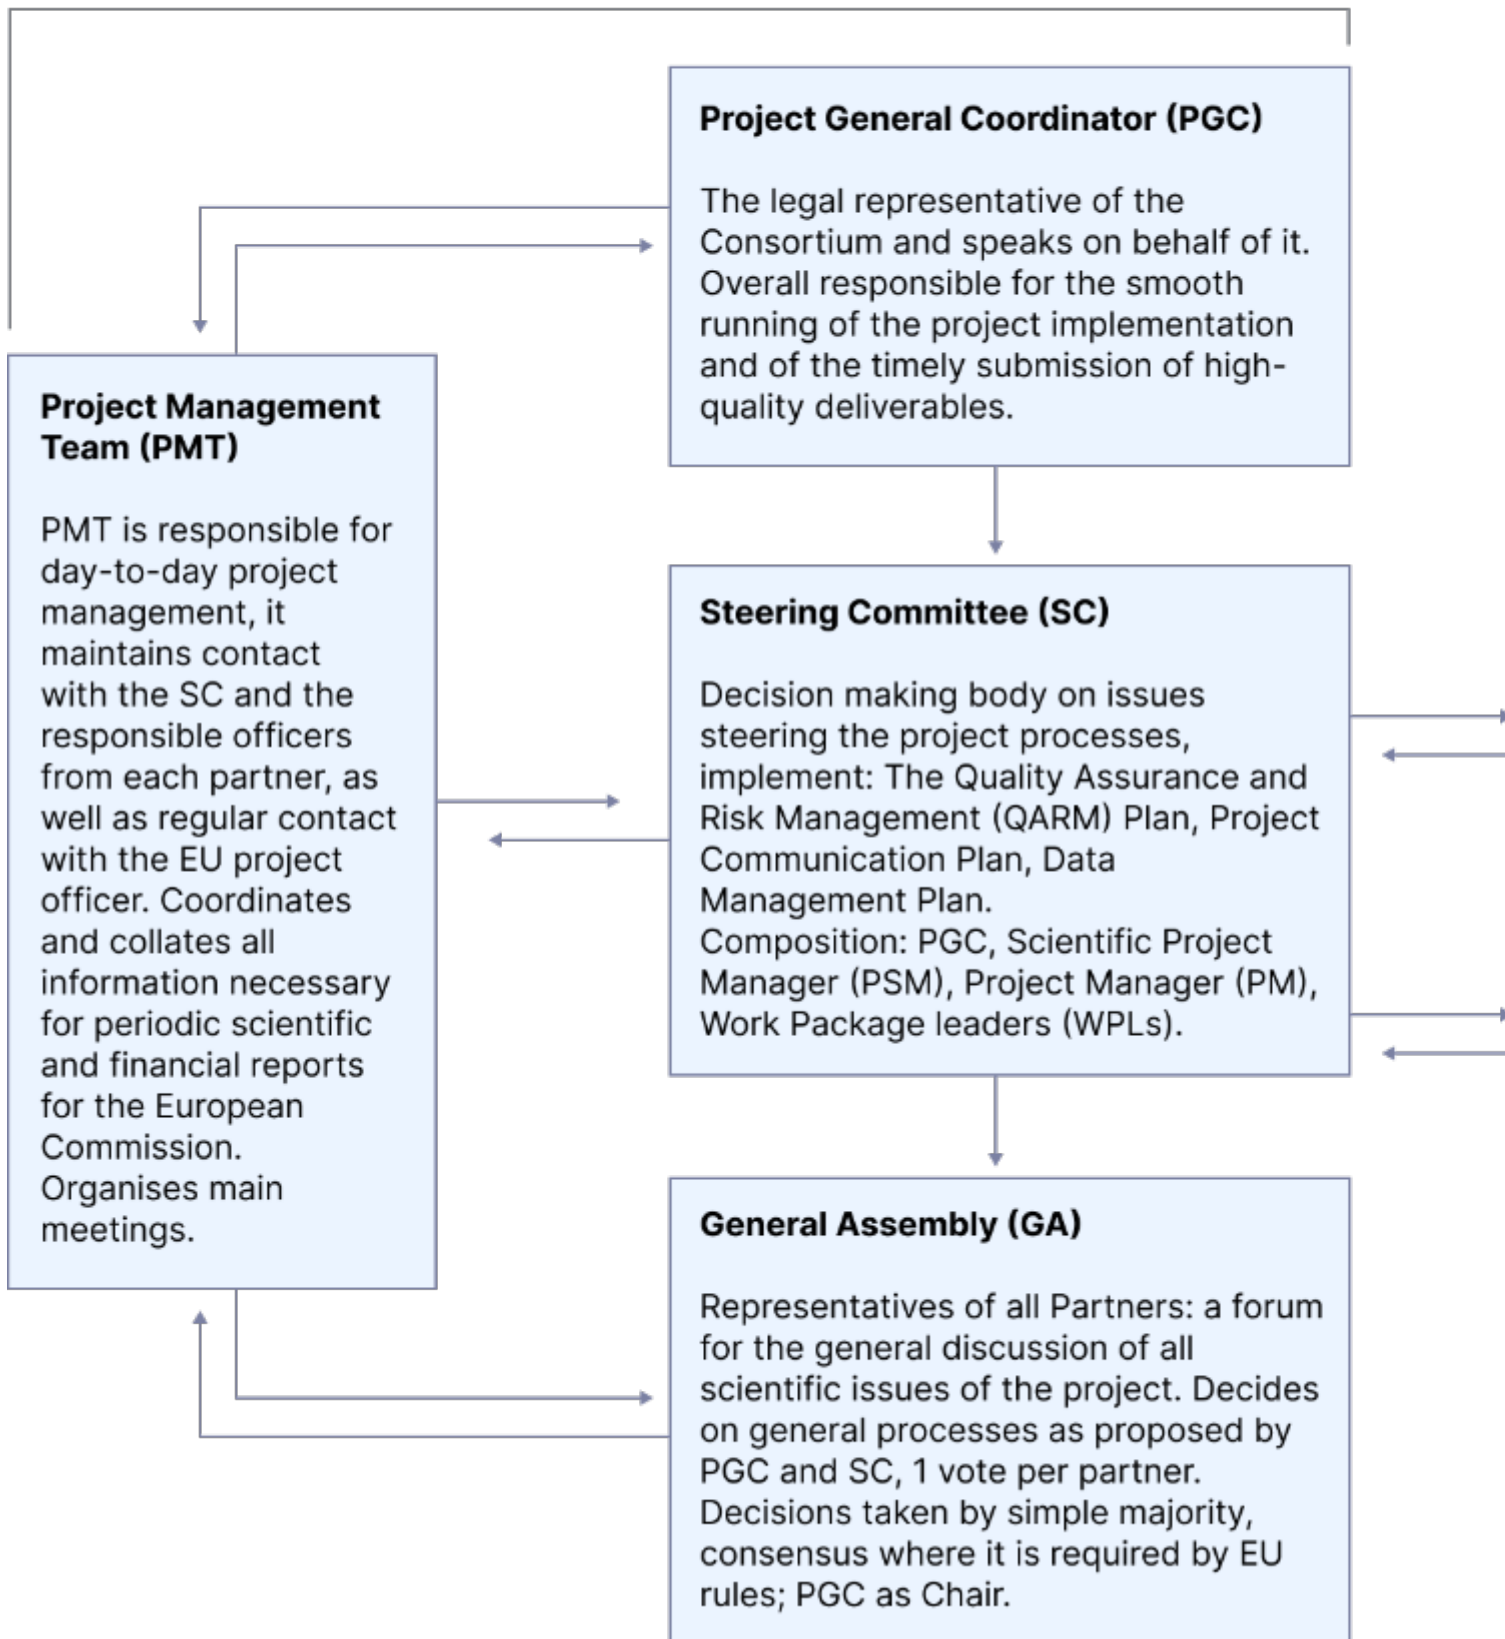 Project General Coordinator (PGC)
The legal representative of the
Consortium and speaks on behalf of it.
Overall responsible for the smooth
running of the project implementation
and of the timely submission of high-
quality deliverables.
Project Management
Team (PMT)
PMT is responsible for
day-to-day project
management, it
maintains contact
with the SC and the
responsible officers
from each partner, as
well as regular contact
with the EU project
officer. Coordinates
and collates all
information necessary
for periodic scientific
and financial reports
for the European
Commission.
Organises main
meetings.
Steering Committee (SC)
Decision making body on issues
steering the project processes,
implement: The Quality Assurance and
Risk Management (QARM) Plan, Project
Communication Plan, Data
Management Plan.
Composition: PGC, Scientific Project
Manager (PSM), Project Manager (PM),
Work Package leaders (WPLs).
General Assembly (GA)
Representatives of all Partners: a forum
for the general discussion of all
scientific issues of the project. Decides
on general processes as proposed by
PGC and SC, 1 vote per partner.
Decisions taken by simple majority,
consensus where it is required by EU
rules; PGC as Chair.